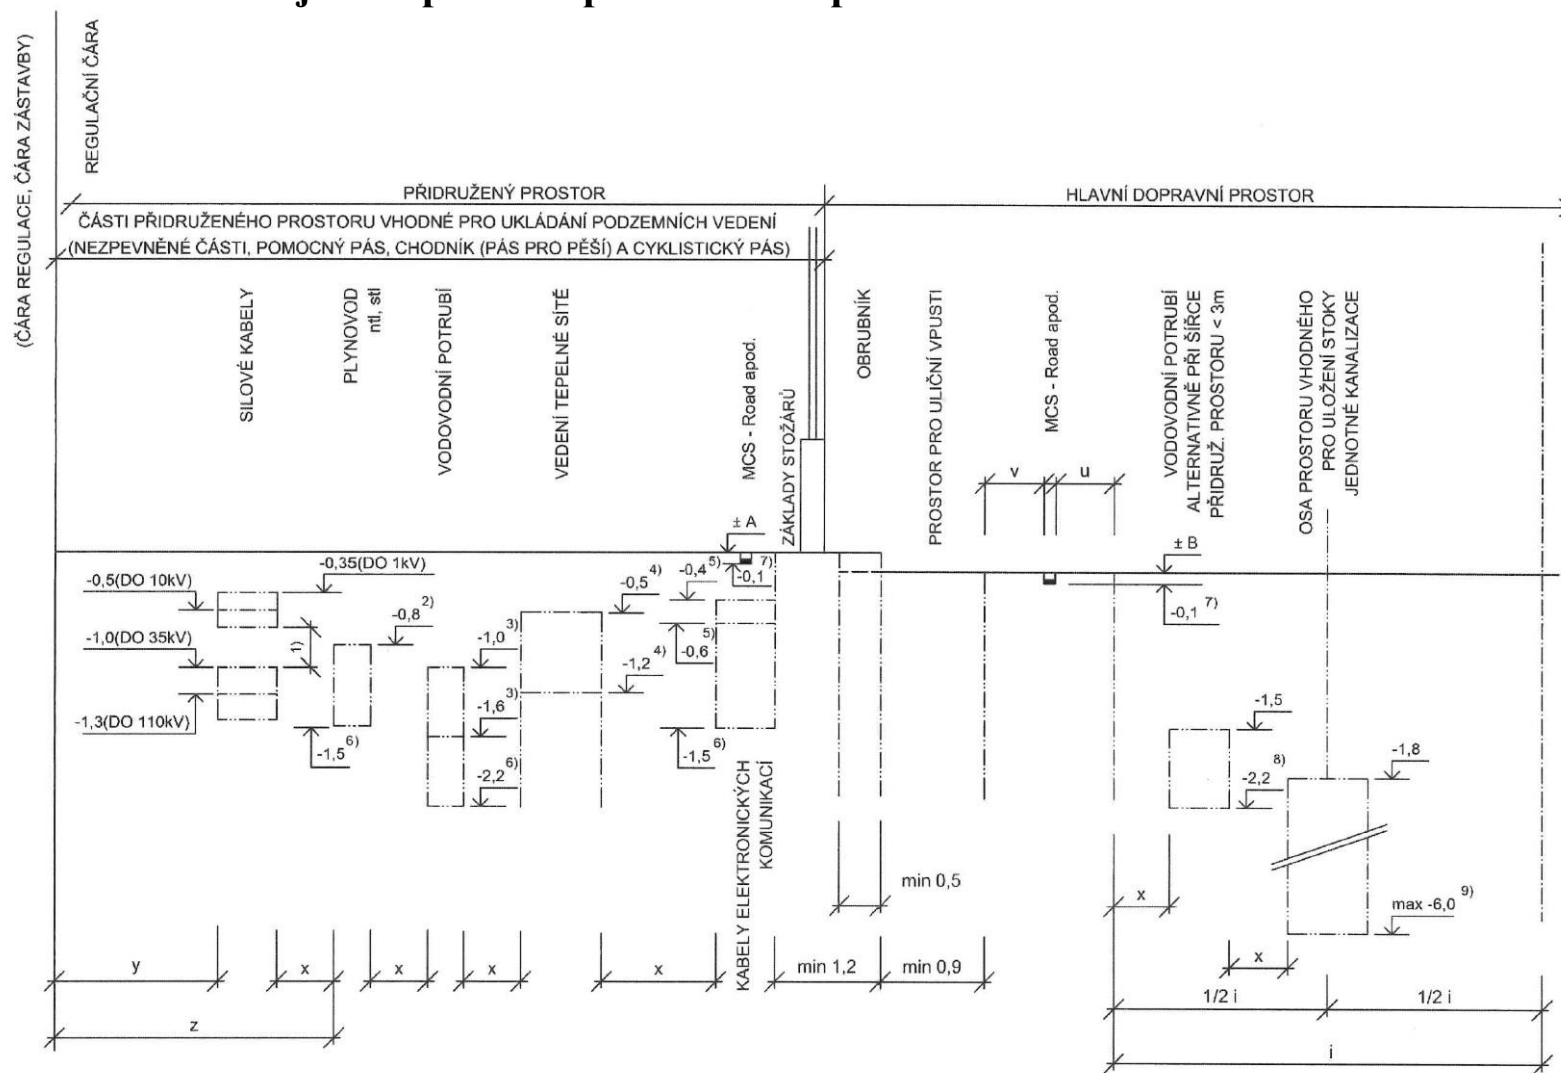 (ČÁRA REGULACE, ČÁRA ZÁSTAVBY)
REGULAČNÍ ČÁRA
PŘIDRUŽENÝ PROSTOR
HLAVNÍ DOPRAVNÍ PROSTOR
ČÁSTI PŘIDRUŽENÉHO PROSTORU VHODNÉ PRO UKLÁDÁNÍ PODZEMNÍCH VEDENÍ
(NEZPEVNĚNÉ ČÁSTI, POMOCNÝ PÁS, CHODNÍK (PÁS PRO PĚŠÍ) A CYKLISTICKÝ PÁS)
SILOVÉ KABELY
PLYNOVOD
ntl, stl
VODOVODNÍ POTRUBÍ
VEDENÍ TEPELNÉ SÍTĚ
MCS - Road apod.
ZÁKLADY STOŽÁRŮ
OBRUBNÍK
PROSTOR PRO ULIČNÍ VPUSTI
MCS - Road apod.
VODOVODNÍ POTRUBÍ
ALTERNATIVNĚ PŘI ŠÍŘCE
PŘIDRUŽ. PROSTORU < 3m
OSA PROSTORU VHODNÉHO
PRO ULOŽENÍ STOKY
JEDNOTNÉ KANALIZACE
v
u
± A
± B
-0,35(DO 1kV)
-0,5(DO 10kV)
-1,0(DO 35kV)
-1,3(DO 110kV)
1)
-0,8 2)
-1,5 6)
-1,0 3)
-1,6 3)
-2,2 6)
-0,5 4)
-1,2 4)
-0,4 5)
-0,6 5)
-1,5 6)
-0,1 7)
-0,1 7)
-1,5
-2,2 8)
-1,8
max -6,0 9)
KABELY ELEKTRONICKÝCH
KOMUNIKACÍ
min 0,5
x
y
x
x
x
x
min 1,2
min 0,9
x
1/2 i
1/2 i
z
i